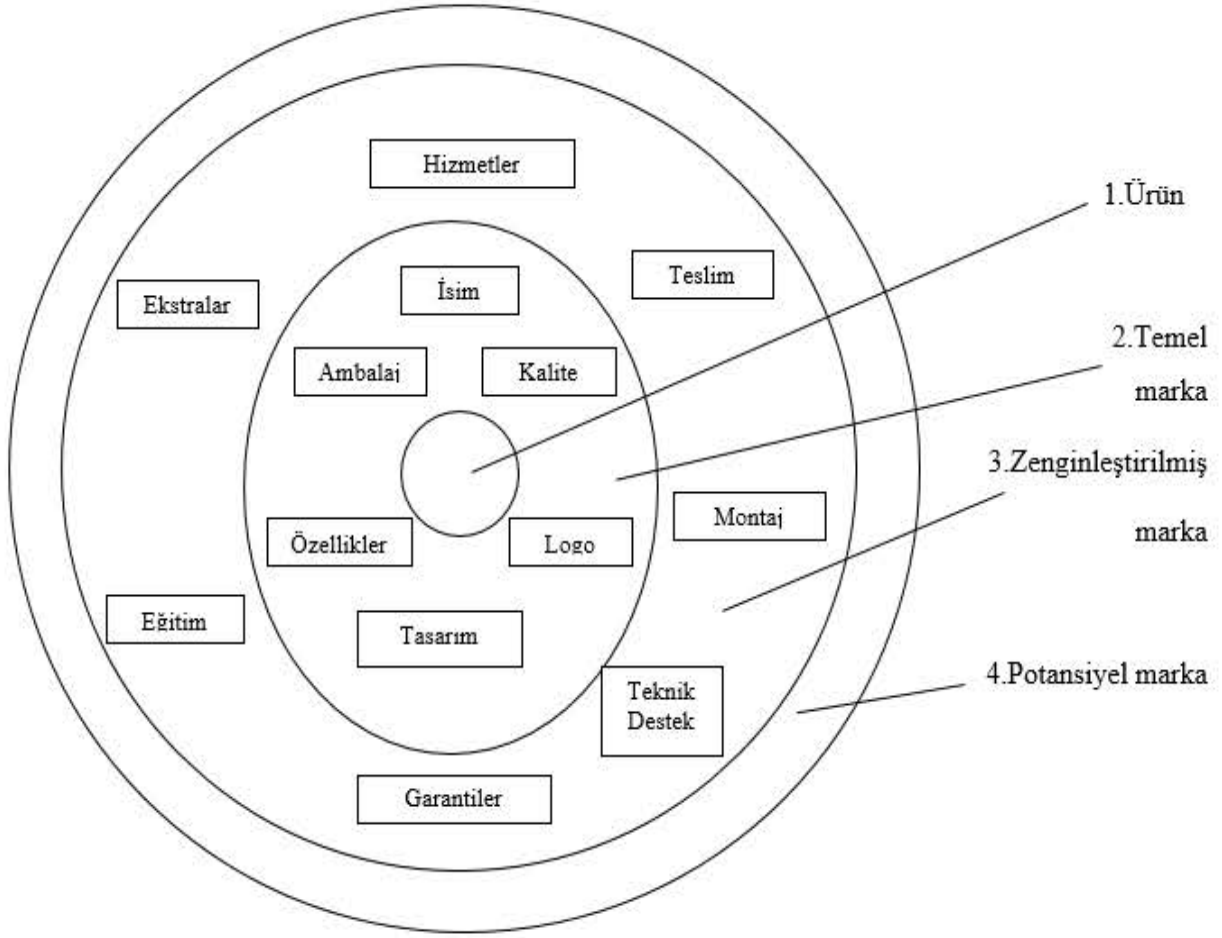 Hizmetler
1.Ürün
Teslim
İsim
Ekstralar
2.Temel
marka
Ambalaj
Kalite
3.Zenginleştirilmiş
marka
Montaj
Özellikler
Logo
Eğitim
Tasarım
4.Potansiyel marka
Teknik
Destek
Garantiler